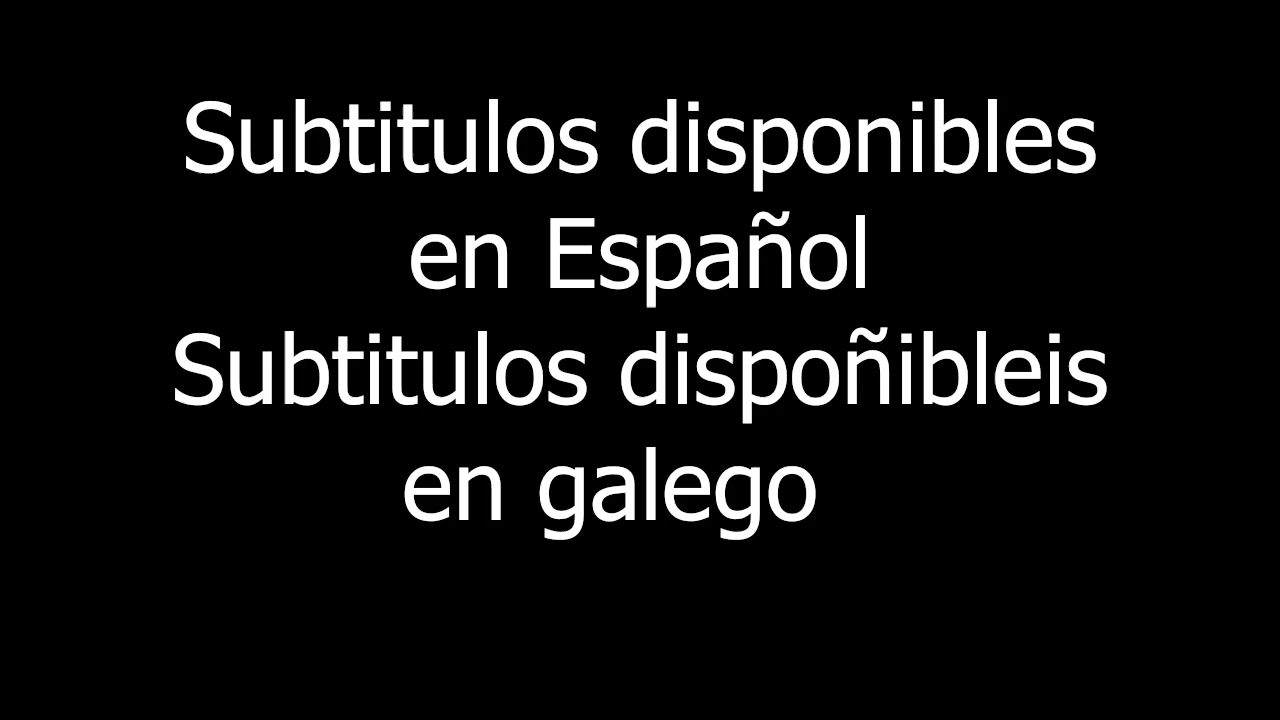 Subtitulos disponibles
en Español
Subtitulos dispoñibleis
en galego